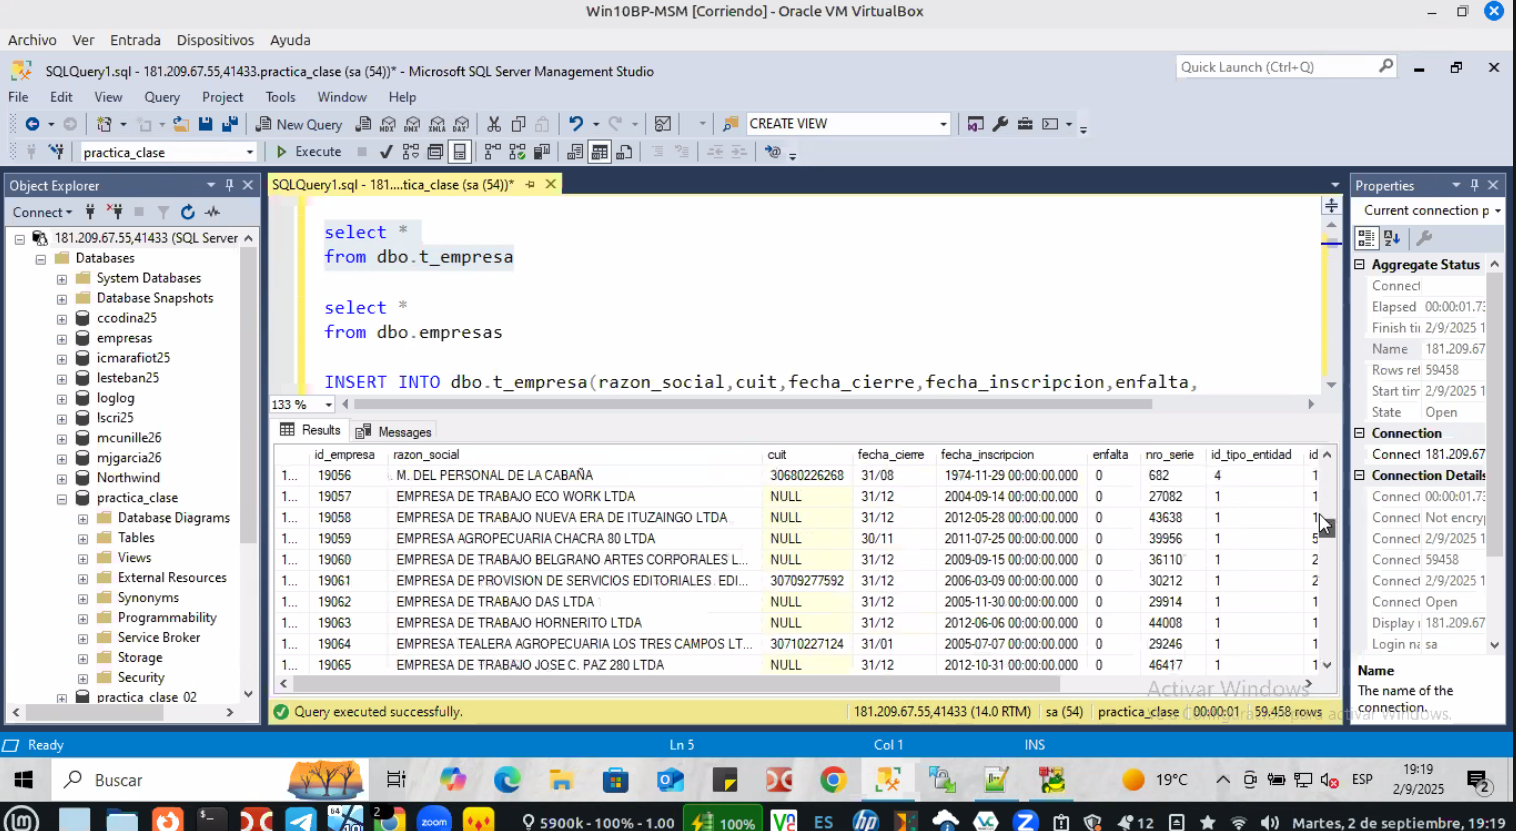 Win10BP-MSM [Corriendo] - Oracle VM VirtualBox
Archivo Ver Entrada Dispositivos Ayuda
SQLQuery1.sql - 181.209.67.55,41433.practica_clase (sa (54))* - Microsoft SQL Server Management Studio
Quick Launch (Ctrl+Q)
File Edit View Query Project Tools Window Help
New Query
CREATE VIEW
practica_clase
Execute
Object Explorer
Connect
181.209.67.55,41433 (SQL Server
Databases
System Databases
Database Snapshots
ccodina25
empresas
icmarafiot25
lesteban25
loglog
lscri25
mcunille26
mjgarcia26
Northwind
practica_clase
Database Diagrams
Tables
Views
External Resources
Synonyms
Programmability
Service Broker
Storage
Security
practica_clase_02
SQLQuery1.sql - 181....tica_clase (sa (54))*
select *
from dbo.t_empresa
select *
from dbo.empresas
INSERT INTO dbo.t_empresa(razon_social,cuit,fecha_cierre,fecha_inscripcion,enfalta,
133 %
Results Messages
id_empresa razon_social cuit fecha_cierre fecha_inscripcion enfalta nro_serie id_tipo_entidad id
1... 19056 . M. DEL PERSONAL DE LA CABAÑA 30680226268 31/08 1974-11-29 00:00:00.000 0 682 4 1
1... 19057 EMPRESA DE TRABAJO ECO WORK LTDA NULL 31/12 2004-09-14 00:00:00.000 0 27082 1 1
1... 19058 EMPRESA DE TRABAJO NUEVA ERA DE ITUZAINGO LTDA NULL 31/12 2012-05-28 00:00:00.000 0 43638 1 1
1... 19059 EMPRESA AGROPECUARIA CHACRA 80 LTDA NULL 30/11 2011-07-25 00:00:00.000 0 39956 1 5
1... 19060 EMPRESA DE TRABAJO BELGRANO ARTES CORPORALES L... NULL 31/12 2009-09-15 00:00:00.000 0 36110 1 2
1... 19061 EMPRESA DE PROVISION DE SERVICIOS EDITORIALES . EDI... 30709277592 31/12 2006-03-09 00:00:00.000 0 30212 1 2
1... 19062 EMPRESA DE TRABAJO DAS LTDA NULL 31/12 2005-11-30 00:00:00.000 0 29914 1 1
1... 19063 EMPRESA DE TRABAJO HORNERITO LTDA NULL 31/12 2012-06-06 00:00:00.000 0 44008 1 1
1... 19064 EMPRESA TEALERA AGROPECUARIA LOS TRES CAMPOS LT... 30710227124 31/01 2005-07-07 00:00:00.000 0 29246 1 1
1... 19065 EMPRESA DE TRABAJO JOSE C. PAZ 280 LTDA NULL 31/12 2012-10-31 00:00:00.000 0 46417 1 1
Query executed successfully.
181.209.67.55,41433 (14.0 RTM) sa (54) practica_clase 00:00:01 59.458 rows
Properties
Current connection p
Aggregate Status
Connect
Elapsed 00:00:01.73
Finish ti 2/9/2025 1
Name 181.209.67
Rows ret 59458
Start tim 2/9/2025 1
State Open
Connection
Connect 181.209.67
Connection Details
Connect 00:00:01.7
Connect Not encryp
Connect 2/9/2025 1
Connect 59458
Connect 2/9/2025 1
Connect Open
Display 181.209.67
Login na sa
Name
The name of the
connection.
Activar Windows
Ve a Configuración para activar Windows.
Ready Ln 5 Col 1 INS
Buscar
19°C
ESP
19:19
2/9/2025
2
64
2
zoom
5900k - 100% - 1.00
100%
ES
hp
Z
12
Martes, 2 de septiembre, 19:19